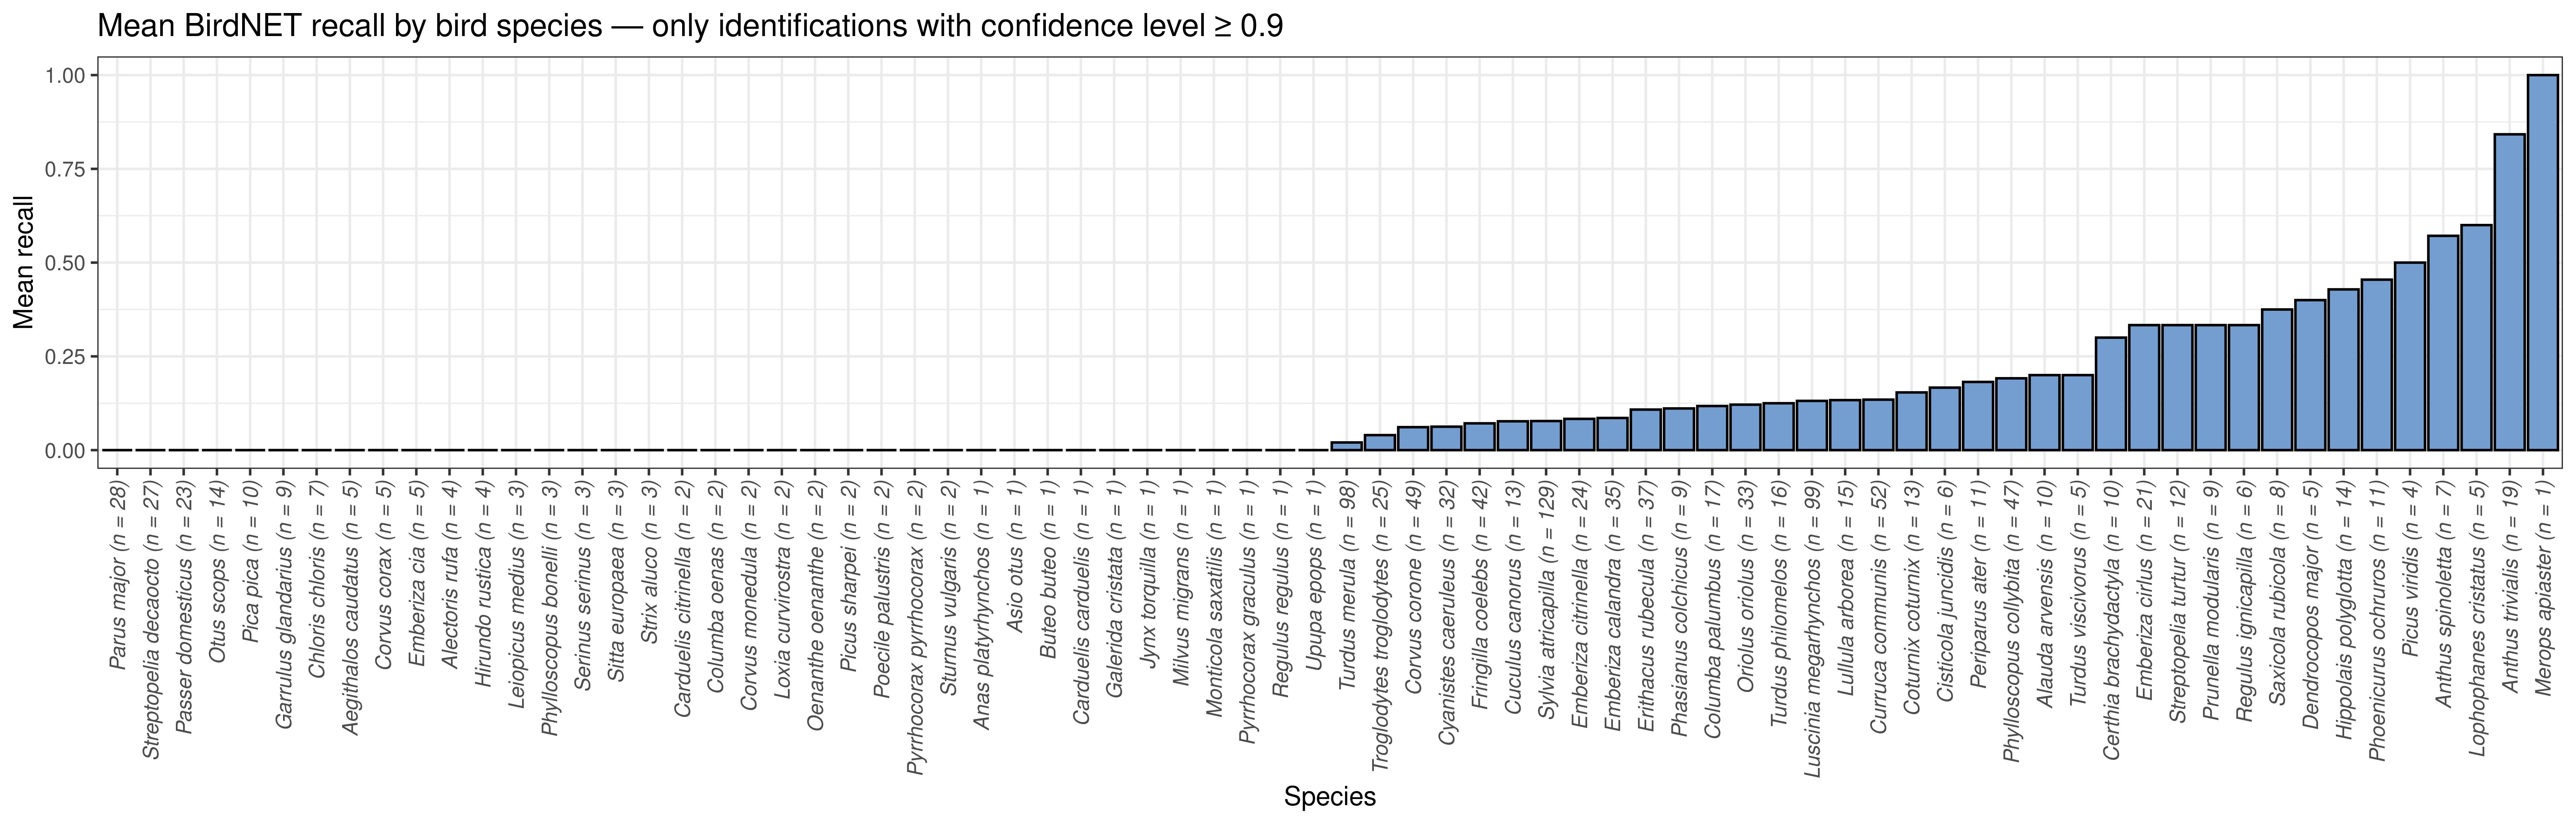 Mean BirdNET recall by bird species — only identifications with confidence level ≥ 0.9
1.00
0.75
0.50
0.25
0.00
Mean recall
Parus major (n = 28)
Streptopelia decaocto (n = 27)
Passer domesticus (n = 23)
Otus scops (n = 14)
Pica pica (n = 10)
Garrulus glandarius (n = 9)
Chloris chloris (n = 7)
Aegithalos caudatus (n = 5)
Corvus corax (n = 5)
Emberiza cia (n = 5)
Alectoris rufa (n = 4)
Hirundo rustica (n = 4)
Leiopicus medius (n = 3)
Phylloscopus bonelli (n = 3)
Serinus serinus (n = 3)
Sitta europaea (n = 3)
Strix aluco (n = 3)
Carduelis citrinella (n = 2)
Columba oenas (n = 2)
Corvus monedula (n = 2)
Loxia curvirostra (n = 2)
Oenanthe oenanthe (n = 2)
Picus sharpei (n = 2)
Poecile palustris (n = 2)
Pyrrhocorax pyrrhocorax (n = 2)
Sturnus vulgaris (n = 2)
Anas platyrhynchos (n = 1)
Asio otus (n = 1)
Buteo buteo (n = 1)
Carduelis carduelis (n = 1)
Galerida cristata (n = 1)
Jynx torquilla (n = 1)
Milvus migrans (n = 1)
Monticola saxatilis (n = 1)
Pyrrhocorax graculus (n = 1)
Regulus regulus (n = 1)
Upupa epops (n = 1)
Turdus merula (n = 98)
Troglodytes troglodytes (n = 25)
Corvus corone (n = 49)
Cyanistes caeruleus (n = 32)
Fringilla coelebs (n = 42)
Cuculus canorus (n = 13)
Sylvia atricapilla (n = 129)
Emberiza citrinella (n = 24)
Emberiza calandra (n = 35)
Erithacus rubecula (n = 37)
Phasianus colchicus (n = 9)
Columba palumbus (n = 17)
Oriolus oriolus (n = 33)
Turdus philomelos (n = 16)
Luscinia megarhynchos (n = 99)
Lullula arborea (n = 15)
Curruca communis (n = 52)
Coturnix coturnix (n = 13)
Cisticola juncidis (n = 6)
Periparus ater (n = 11)
Phylloscopus collybita (n = 47)
Alauda arvensis (n = 10)
Turdus viscivorus (n = 5)
Certhia brachydactyla (n = 10)
Emberiza cirlus (n = 21)
Streptopelia turtur (n = 12)
Prunella modularis (n = 9)
Regulus ignicapilla (n = 6)
Saxicola rubicola (n = 8)
Dendrocopos major (n = 5)
Hippolais polyglotta (n = 14)
Phoenicurus ochruros (n = 11)
Picus viridis (n = 4)
Anthus spinoletta (n = 7)
Lophophanes cristatus (n = 5)
Anthus trivialis (n = 19)
Merops apiaster (n = 1)
Species